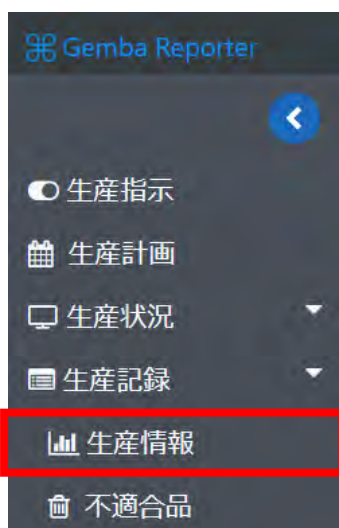 Gemba Reporter
生産指示
生産計画
生産状況
生産記録
生産情報
不適合品